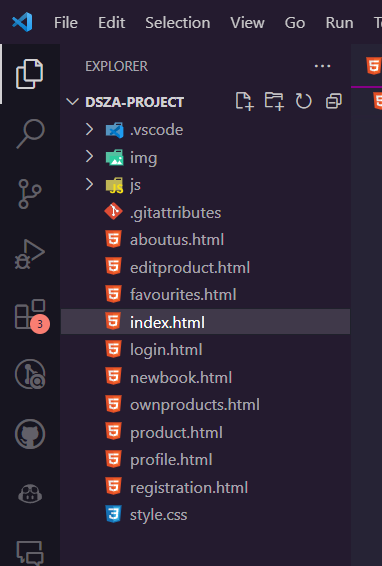 File Edit Selection View Go Run T
EXPLORER
DSZA-PROJECT
.vscode
img
JS js
.gitattributes
aboutus.html
editproduct.html
favourites.html
index.html
login.html
newbook.html
ownproducts.html
product.html
profile.html
registration.html
style.css
3